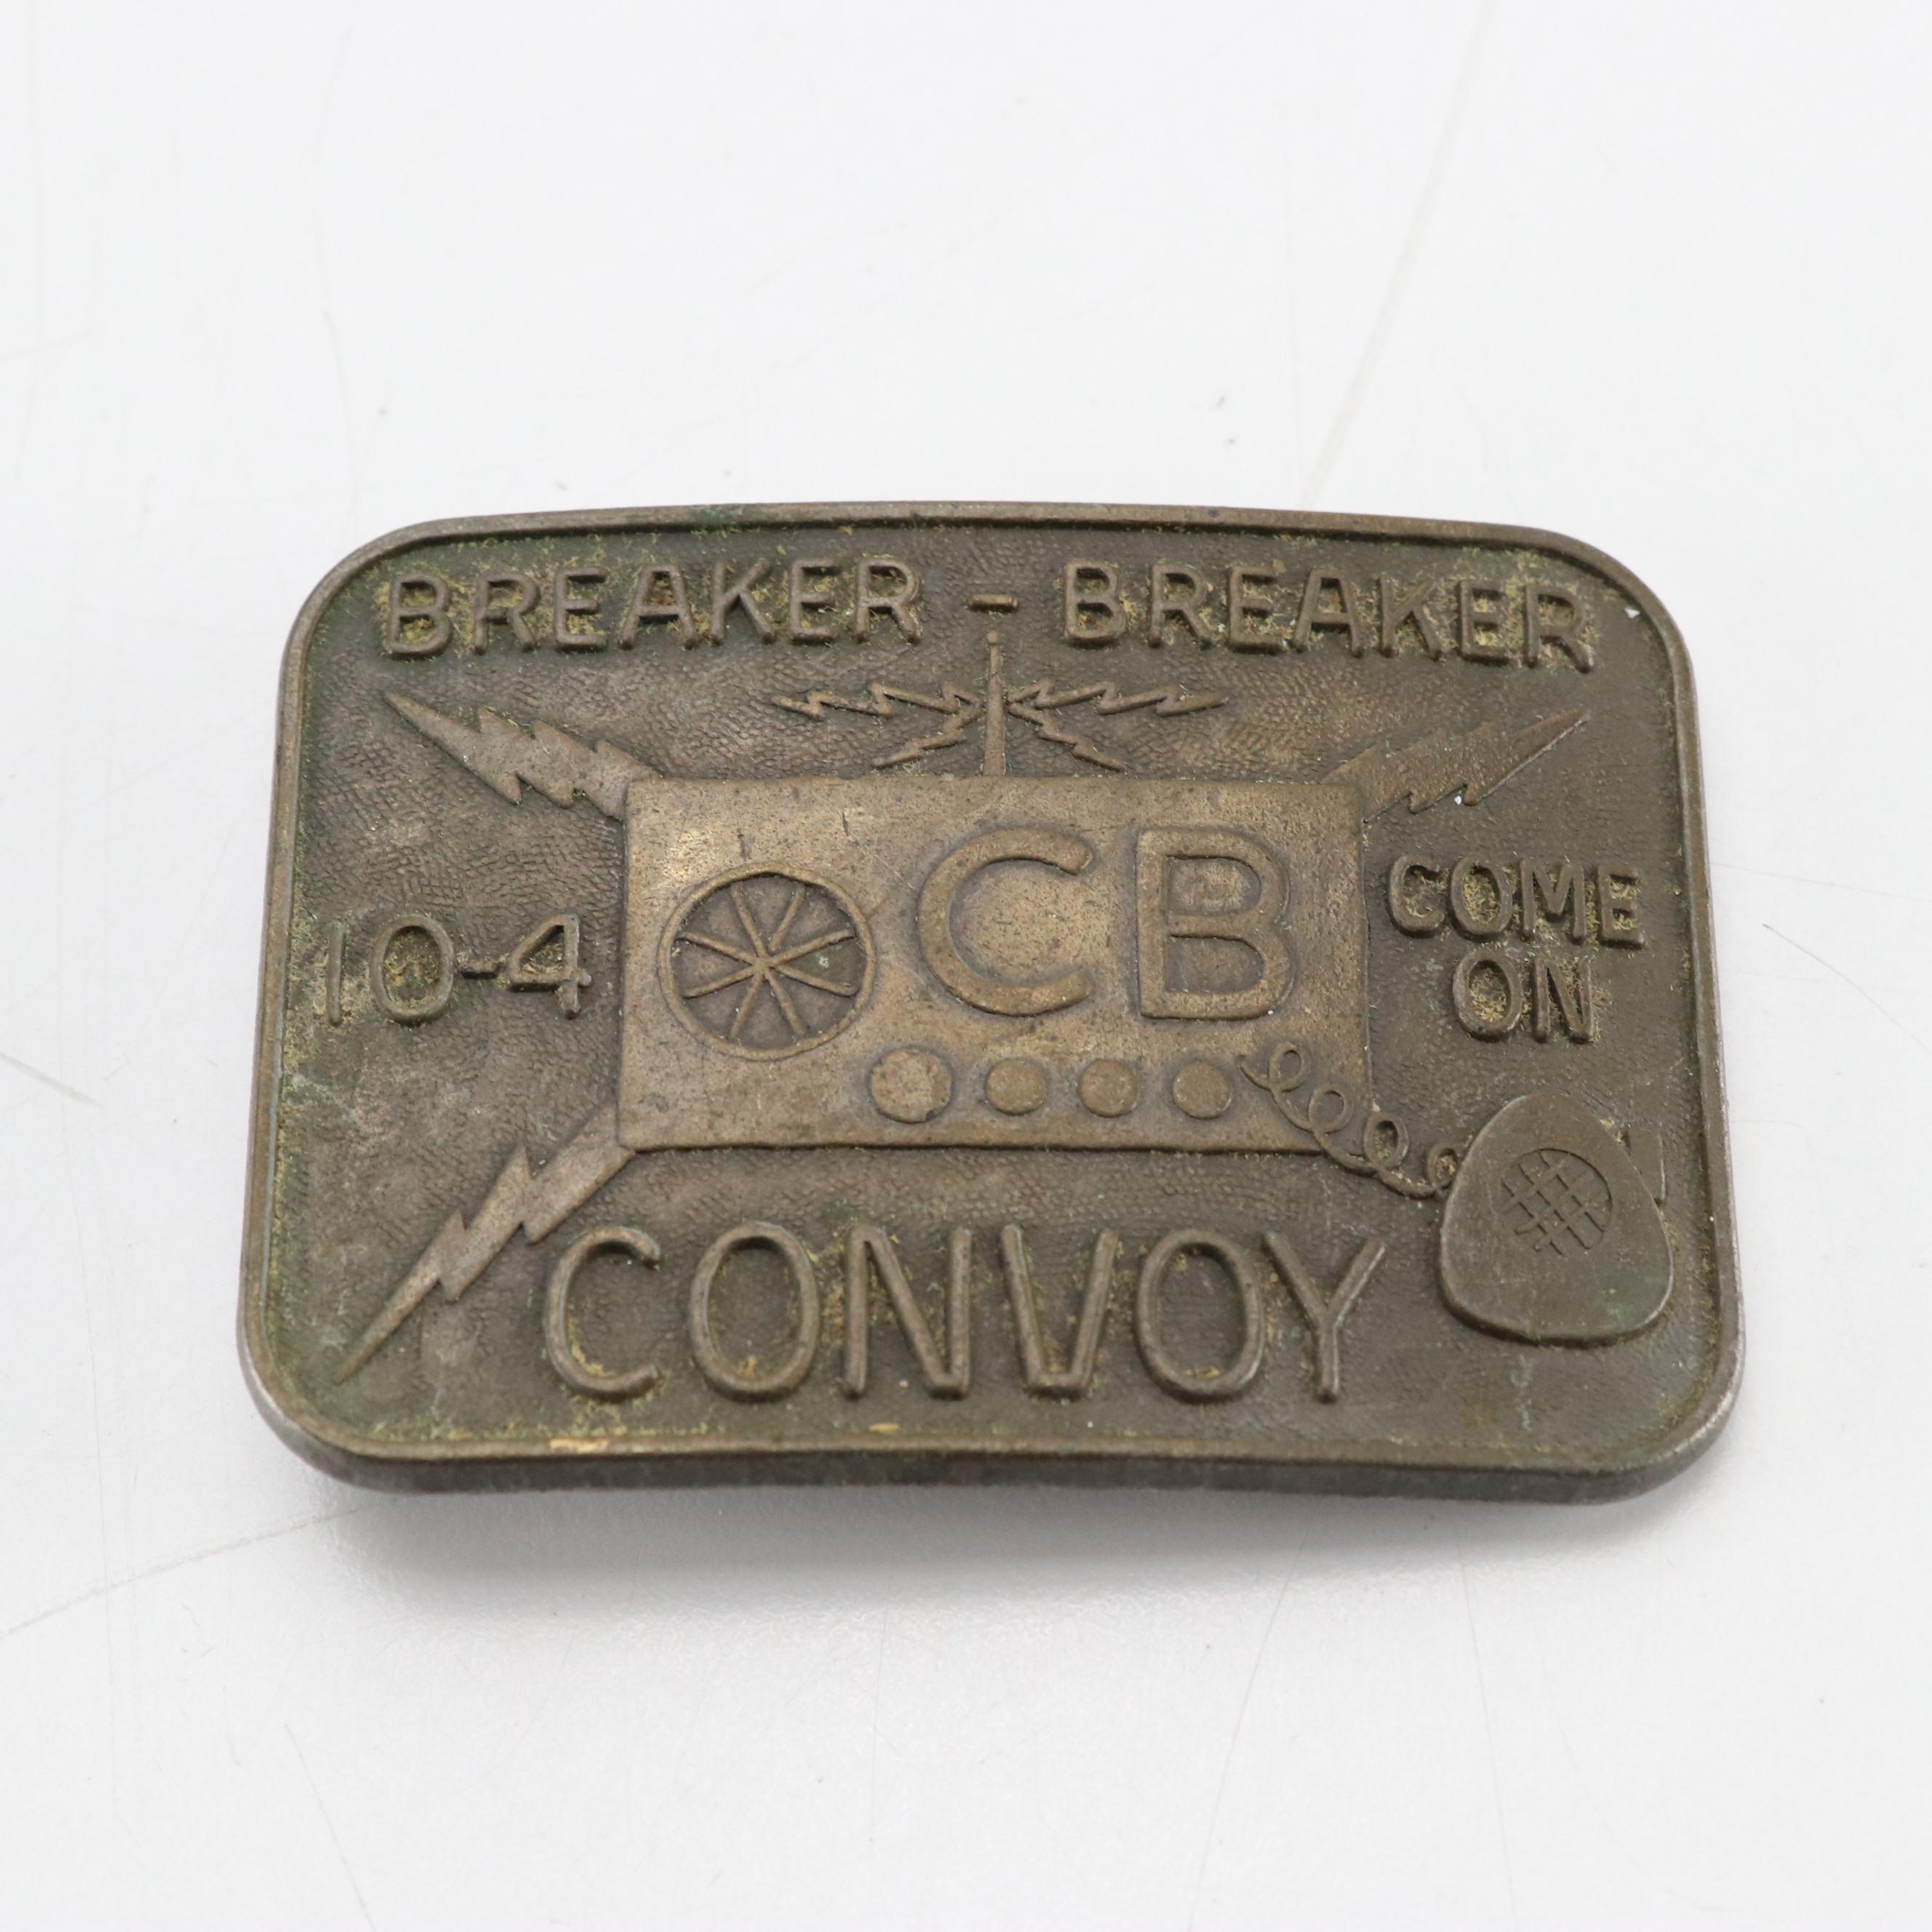 BREAKER - BREAKER
CB
10-4
COME
ON
CONVOY